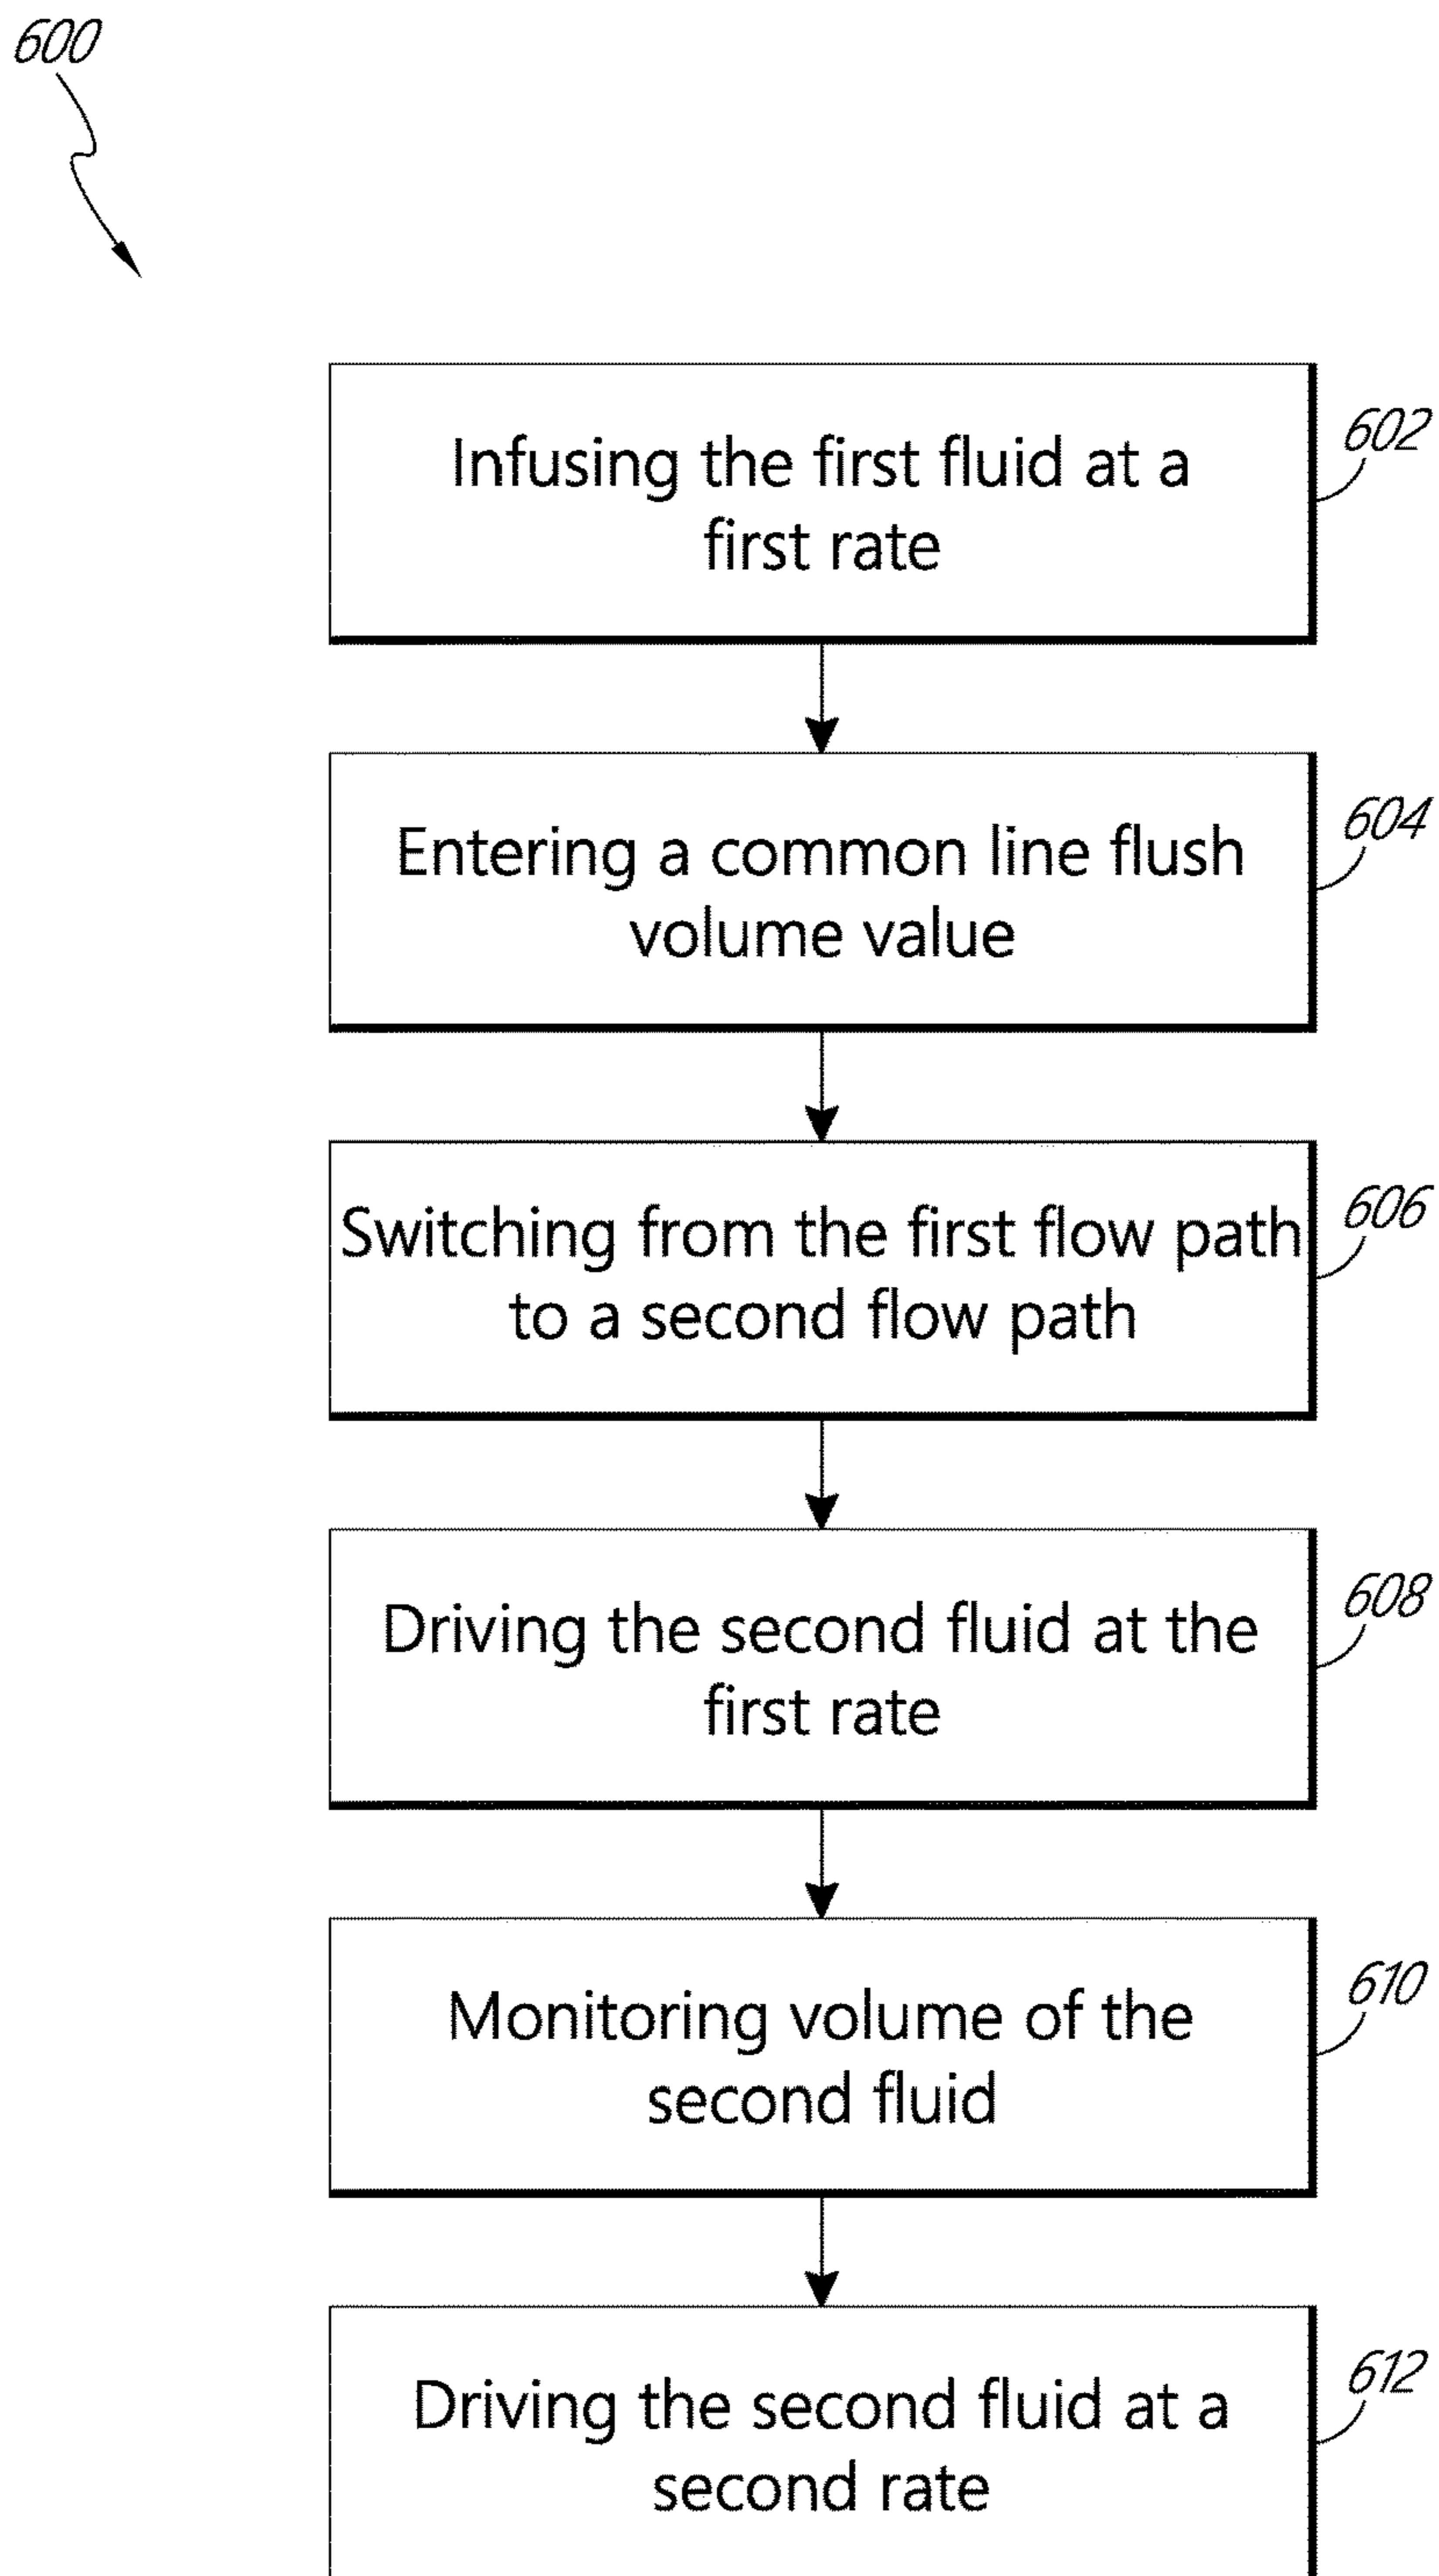 600
Infusing the first fluid at a
first rate
602
Entering a common line flush
volume value
604
Switching from the first flow path
to a second flow path
606
Driving the second fluid at the
first rate
608
Monitoring volume of the
second fluid
610
Driving the second fluid at a
second rate
612